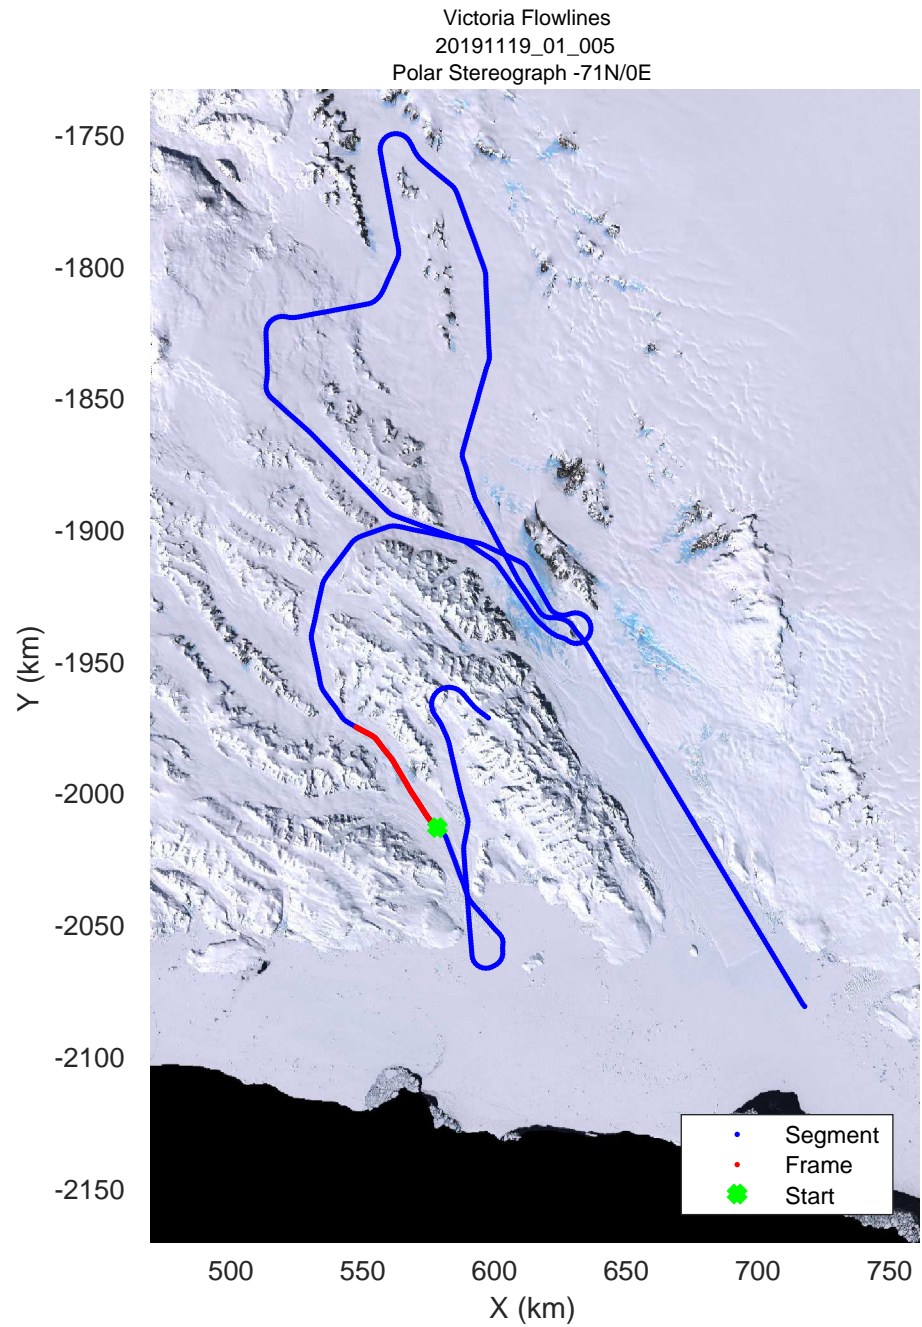 Victoria Flowlines
20191119_01_005
Polar Stereograph -71N/0E
-1750
-1800
-1850
-1900
-1950
-2000
-2050
-2100
-2150
Y (km)
Segment
Frame
Start
500 550 600 650 700 750
X (km)